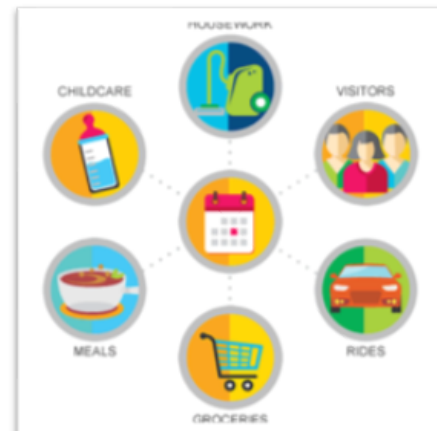 HOUSEWORK
CHILDCARE
VISITORS
MEALS
RIDES
GROCERIES